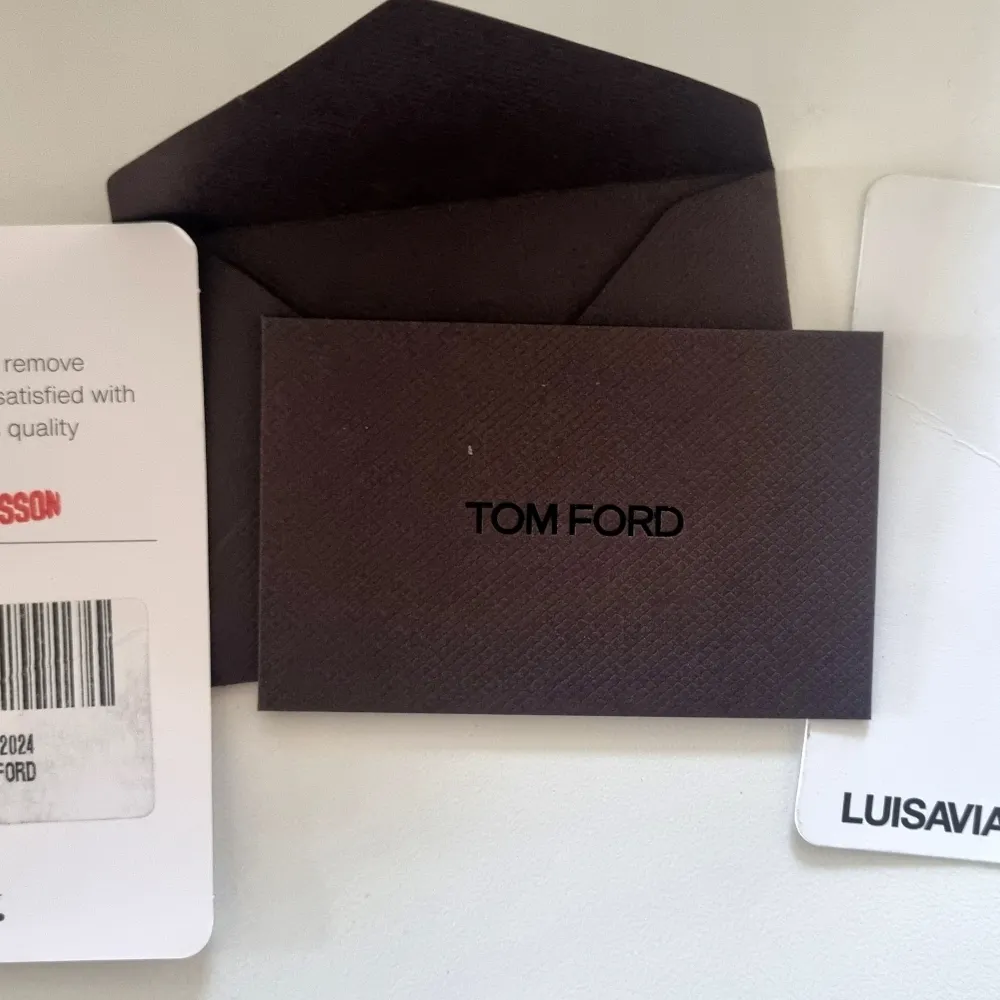 remove
satisfied with
quality
SSON
2024
FORD
TOM FORD
LUISAVIA